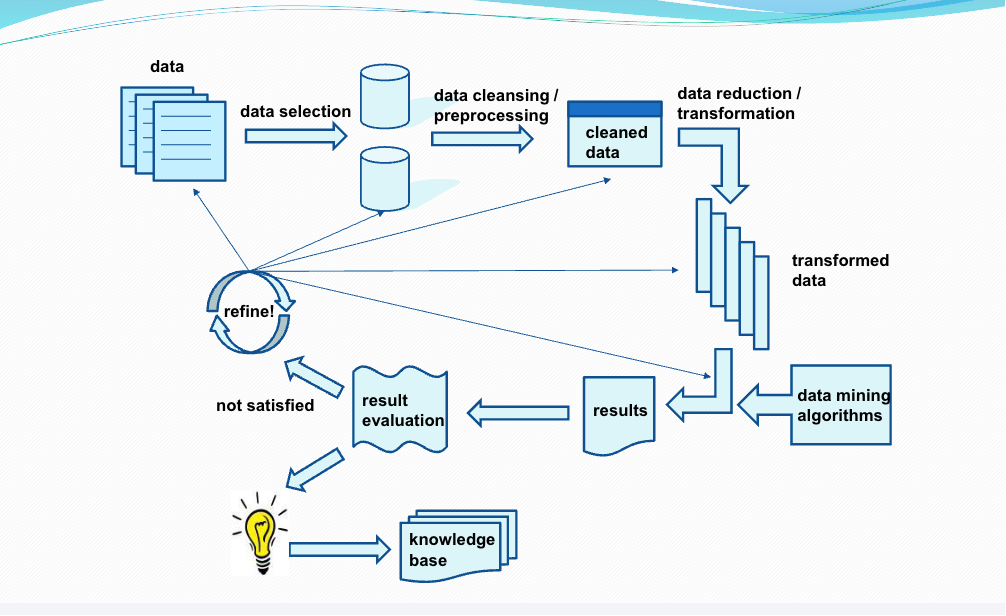 data
data selection
data cleansing /
preprocessing
cleaned
data
data reduction /
transformation
transformed
data
refine!
not satisfied
result
evaluation
results
data mining
algorithms
knowledge
base